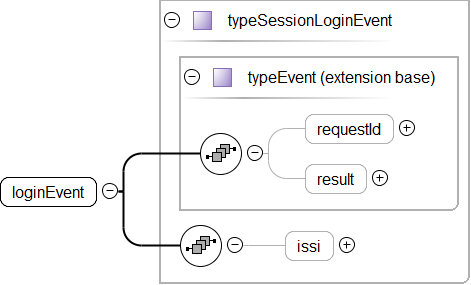 typeSessionLoginEvent
typeEvent (extension base)
requestId
result
loginEvent
issi